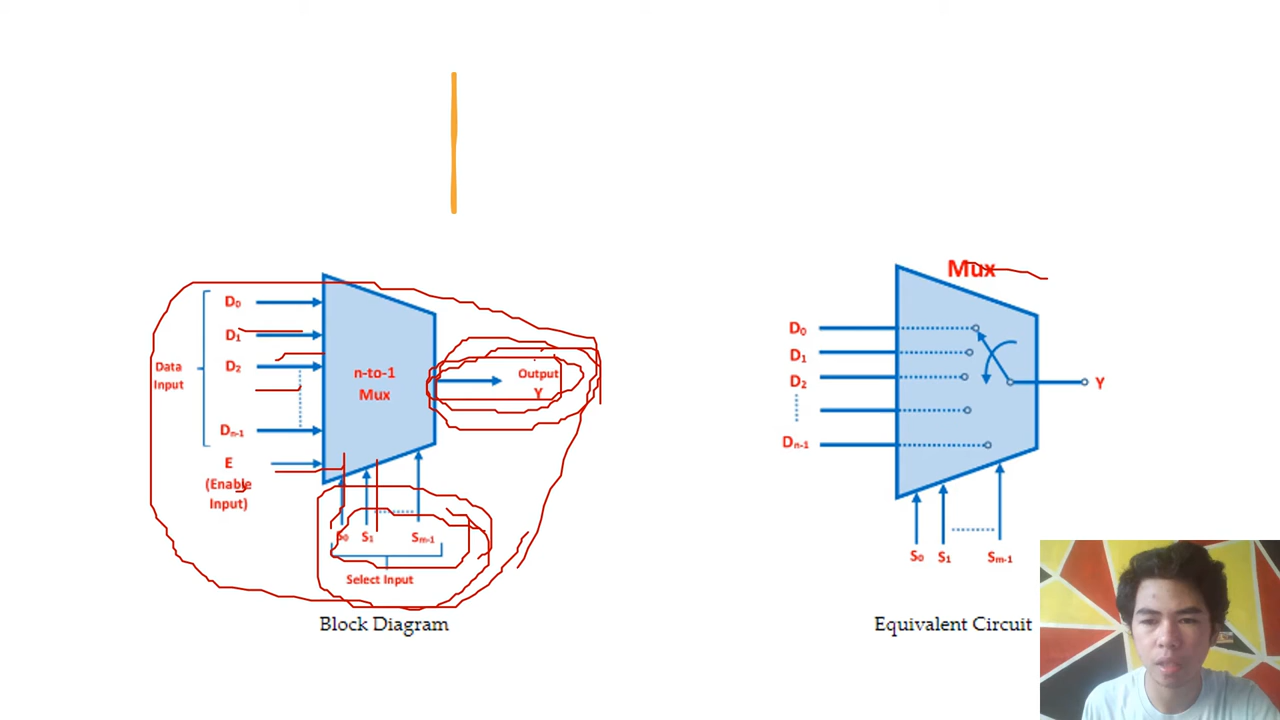 D0
D1
D2
Dn-1
Data
Input
E
(Enable
Input)
n-to-1
Mux
Output
Y
S0 S1 Sm-1
Select Input
Block Diagram
Mux
D0
D1
D2
Dn-1
Y
S0 S1 Sm-1
Equivalent Circuit